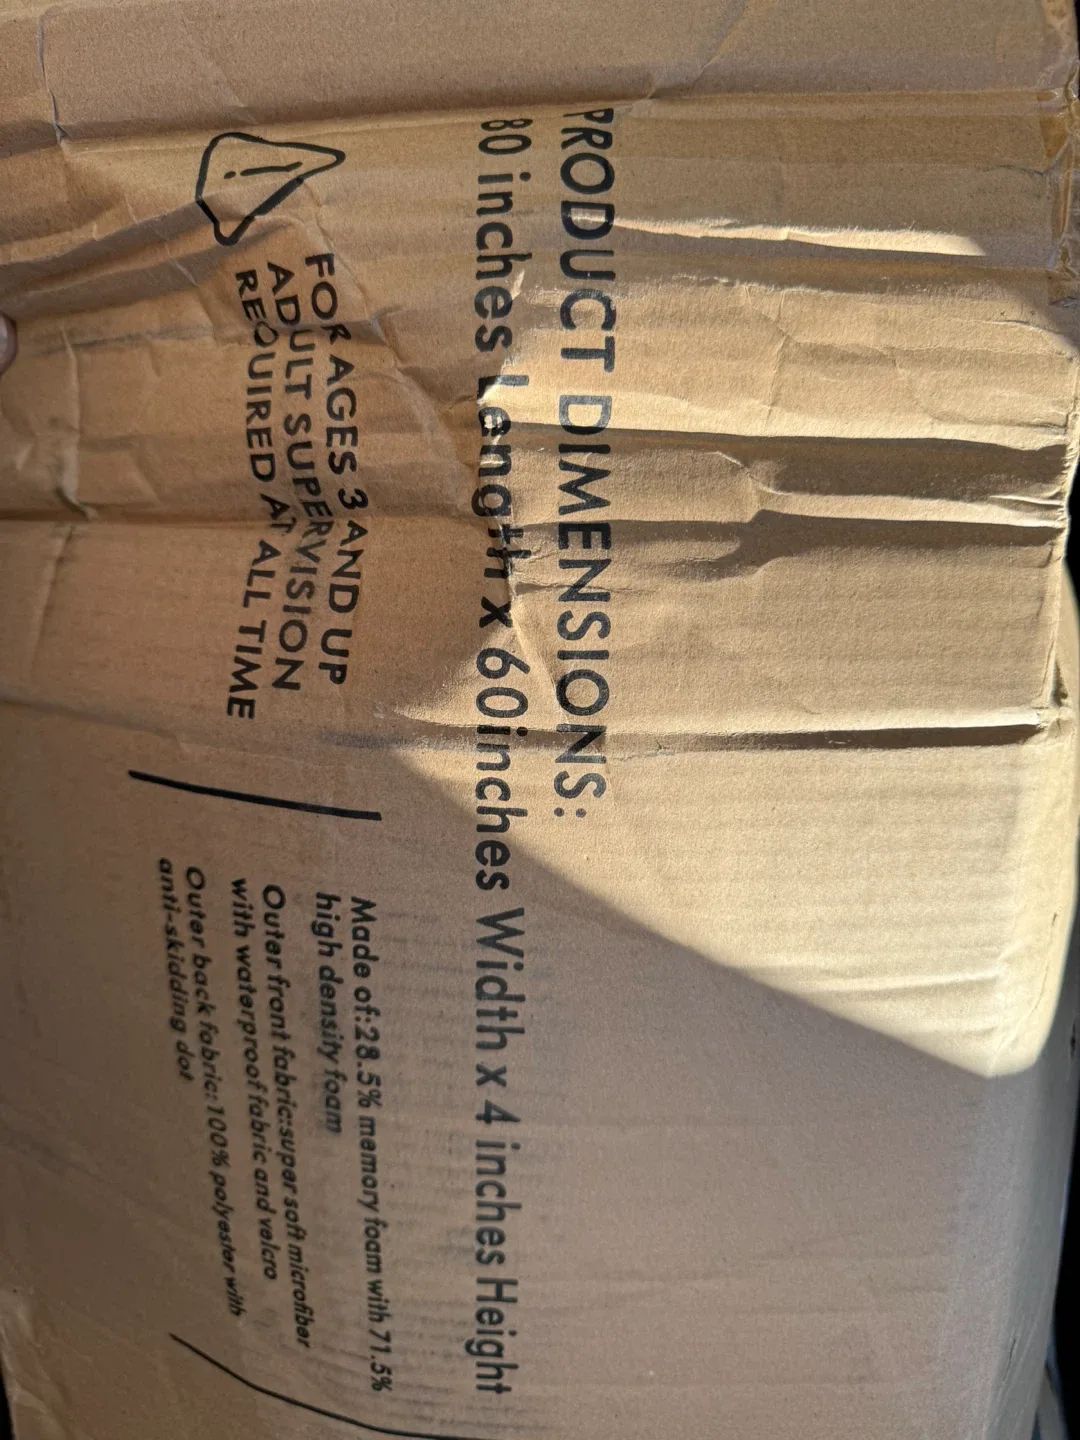 PRODUCT DIMENSIONS:
80 inches Length x 60inches Width x 4 inches Height
FOR AGES 3 AND UP
ADULT SUPERVISION
REQUIRED AT ALL TIME
Made of:28.5% memory foam with 71.5%
high density foam
Outer front fabric:super soft microfiber
with waterproof fabric and velcro
Outer back fabric:100% polyester with
anti-skidding dot